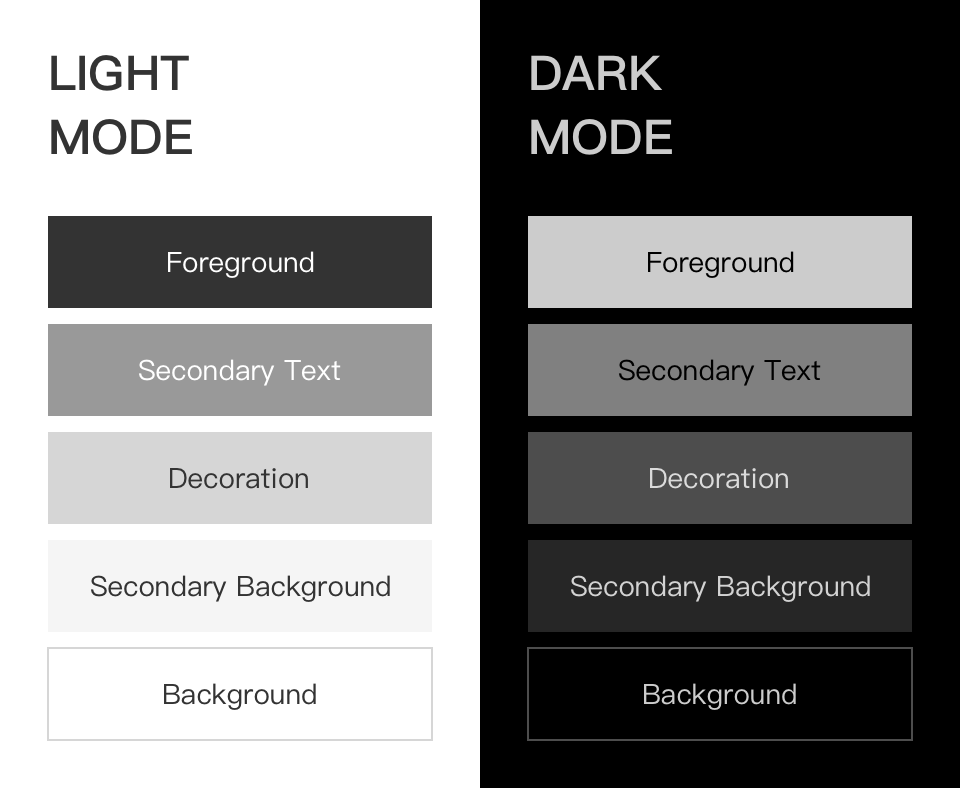 LIGHT
MODE
Foreground
Secondary Text
Decoration
Secondary Background
Background
DARK
MODE
Foreground
Secondary Text
Decoration
Secondary Background
Background